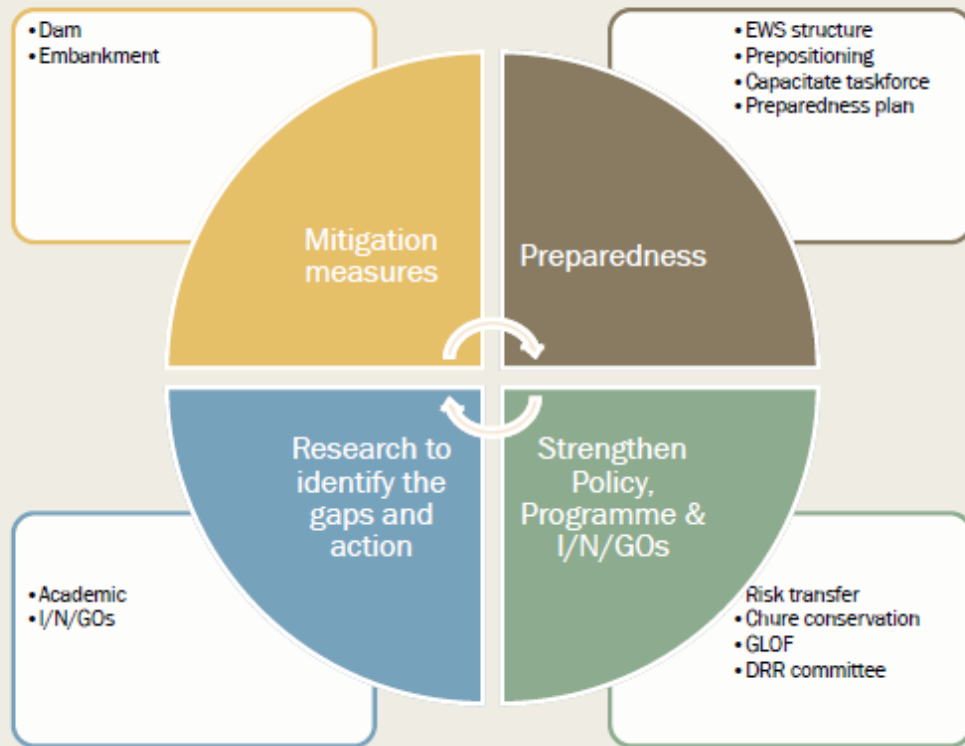 • Dam
• Embankment
• EWS structure
• Prepositioning
• Capacitate taskforce
• Preparedness plan
Mitigation
measures
Preparedness
Research to
identify the
gaps and
action
Strengthen
Policy,
Programme &
I/N/GOs
• Academic
• I/N/GOs
Risk transfer
• Chure conservation
• GLOF
• DRR committee